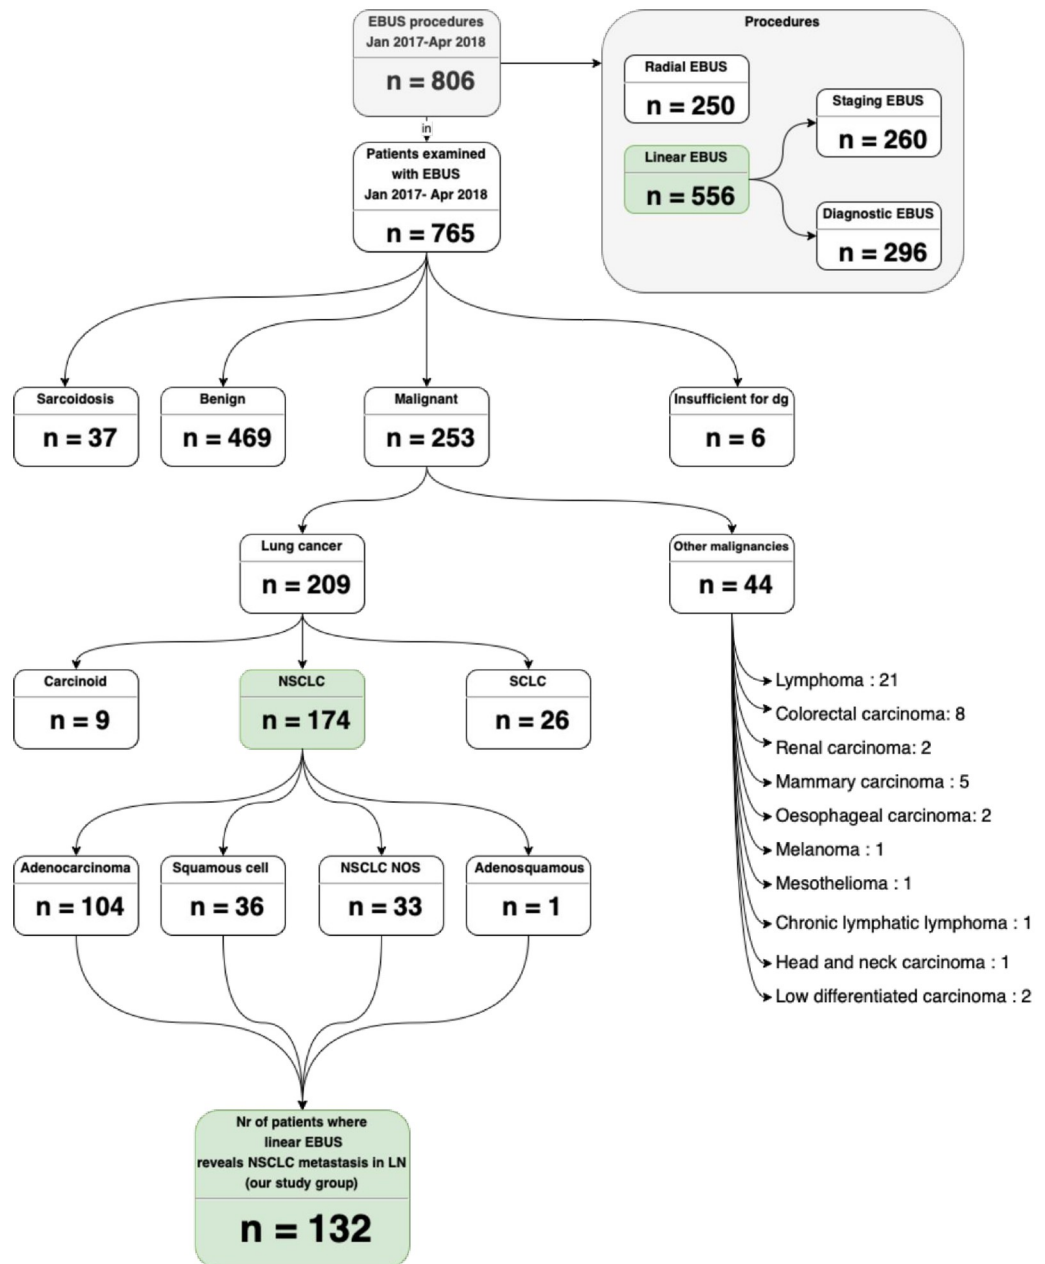 EBUS procedures
Jan 2017-Apr 2018
n = 806
in
Patients examined
with EBUS
Jan 2017- Apr 2018
n = 765
Procedures
Radial EBUS
n = 250
Linear EBUS
n = 556
Staging EBUS
n = 260
Diagnostic EBUS
n = 296
Sarcoidosis
n = 37
Benign
n = 469
Malignant
n = 253
Insufficient for dg
n = 6
Lung cancer
n = 209
Other malignancies
n = 44
Carcinoid
n = 9
NSCLC
n = 174
SCLC
n = 26
Lymphoma : 21
Colorectal carcinoma: 8
Renal carcinoma: 2
Mammary carcinoma : 5
Oesophageal carcinoma: 2
Melanoma : 1
Mesothelioma : 1
Chronic lymphatic lymphoma : 1
Head and neck carcinoma : 1
Low differentiated carcinoma : 2
Adenocarcinoma
n = 104
Squamous cell
n = 36
NSCLC NOS
n = 33
Adenosquamous
n = 1
Nr of patients where
linear EBUS
reveals NSCLC metastasis in LN
(our study group)
n = 132